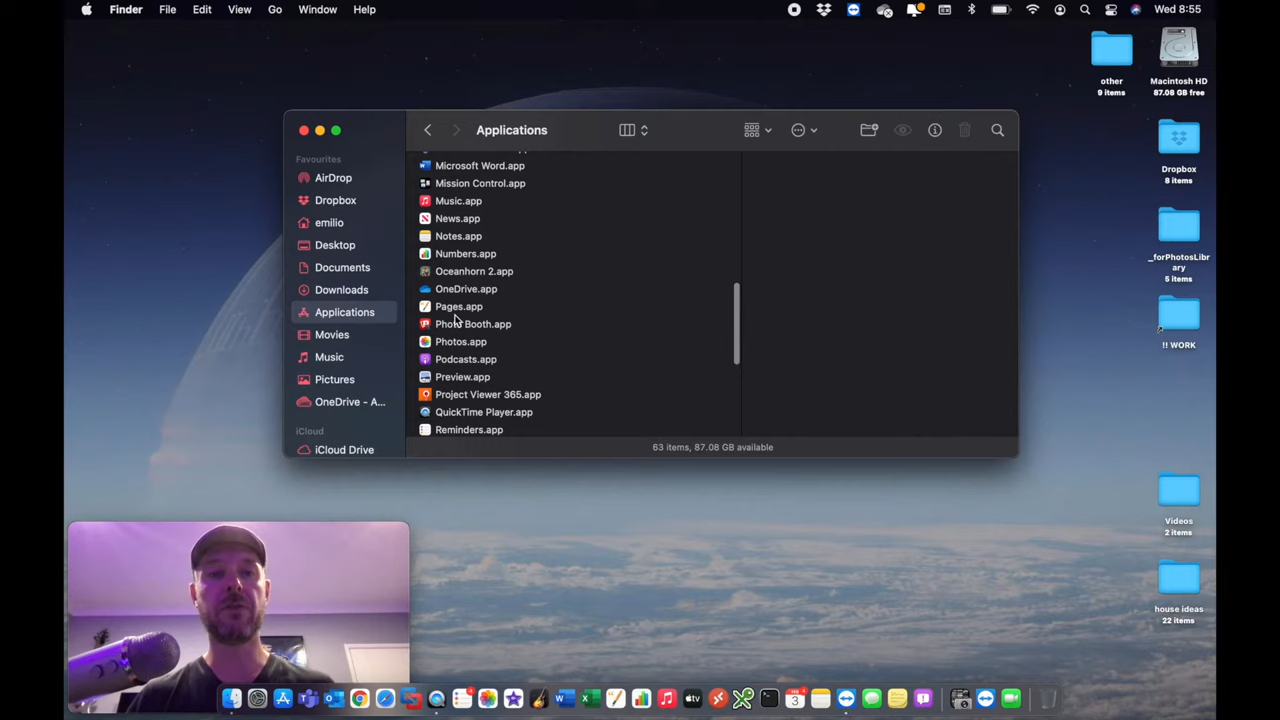 Finder File Edit View Go Window Help
Wed 8:55
other
9 items
Macintosh HD
87.08 GB free
Dropbox
8 items
_forPhotosLibr
ary
5 items
!! WORK
Videos
2 items
house ideas
22 items
Applications
Favourites
AirDrop
Dropbox
emilio
Desktop
Documents
Downloads
Applications
Movies
Music
Pictures
OneDrive - A...
iCloud
iCloud Drive
Microsoft Word.app
Mission Control.app
Music.app
News.app
Notes.app
Numbers.app
Oceanhorn 2.app
OneDrive.app
Pages.app
Photo Booth.app
Photos.app
Podcasts.app
Preview.app
Project Viewer 365.app
QuickTime Player.app
Reminders.app
63 items, 87.08 GB available